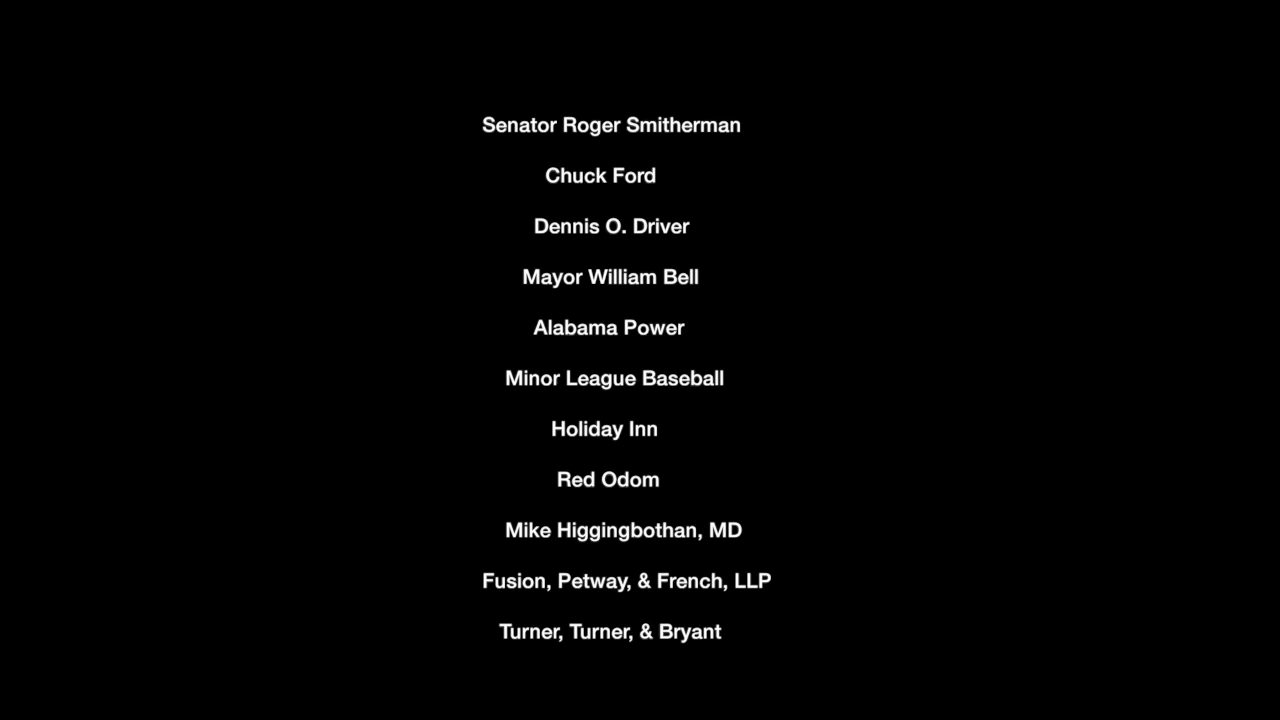 Senator Roger Smitherman
Chuck Ford
Dennis O. Driver
Mayor William Bell
Alabama Power
Minor League Baseball
Holiday Inn
Red Odom
Mike Higgingbothan, MD
Fusion, Petway, & French, LLP
Turner, Turner, & Bryant